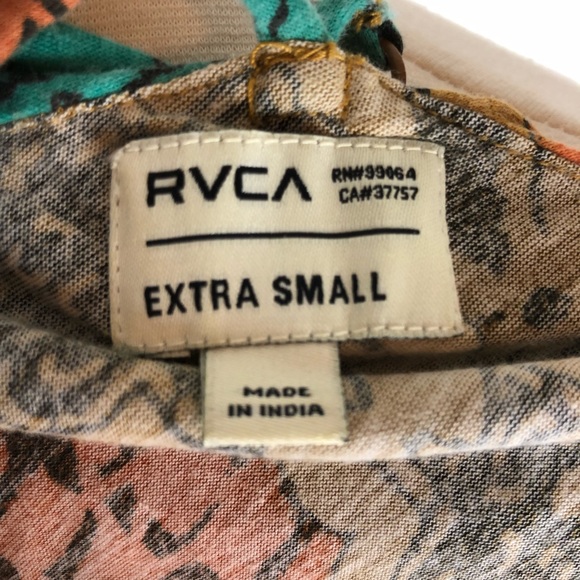 RVCA
RN#99064
CA#37757
EXTRA SMALL
MADE
IN INDIA